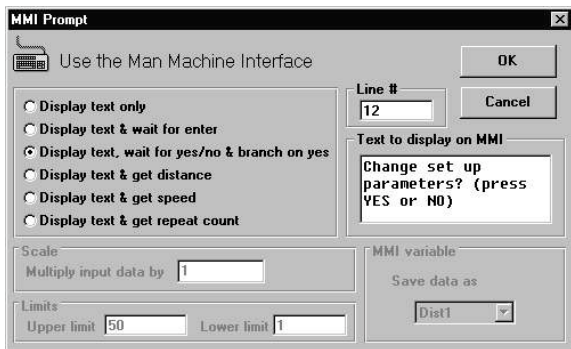 MMI Prompt
Use the Man Machine Interface
OK
Cancel
Display text only
Display text & wait for enter
Display text, wait for yes/no & branch on yes
Display text & get distance
Display text & get speed
Display text & get repeat count
Line #
12
Text to display on MMI
Change set up
parameters? (press
YES or NO)
Scale
Multiply input data by 1
Limits
Upper limit 50 Lower limit 1
MMI variable
Save data as
Dist1